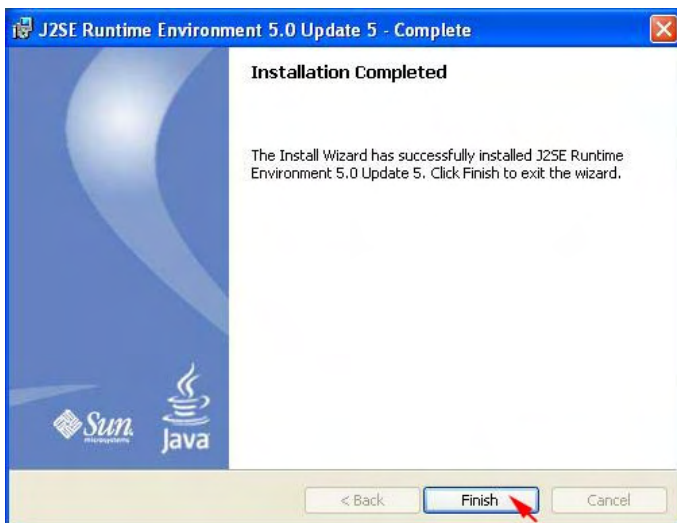 J2SE Runtime Environment 5.0 Update 5 - Complete
Installation Completed
The Install Wizard has successfully installed J2SE Runtime
Environment 5.0 Update 5. Click Finish to exit the wizard.
Sun
microsystems
Java
< Back
Finish
Cancel